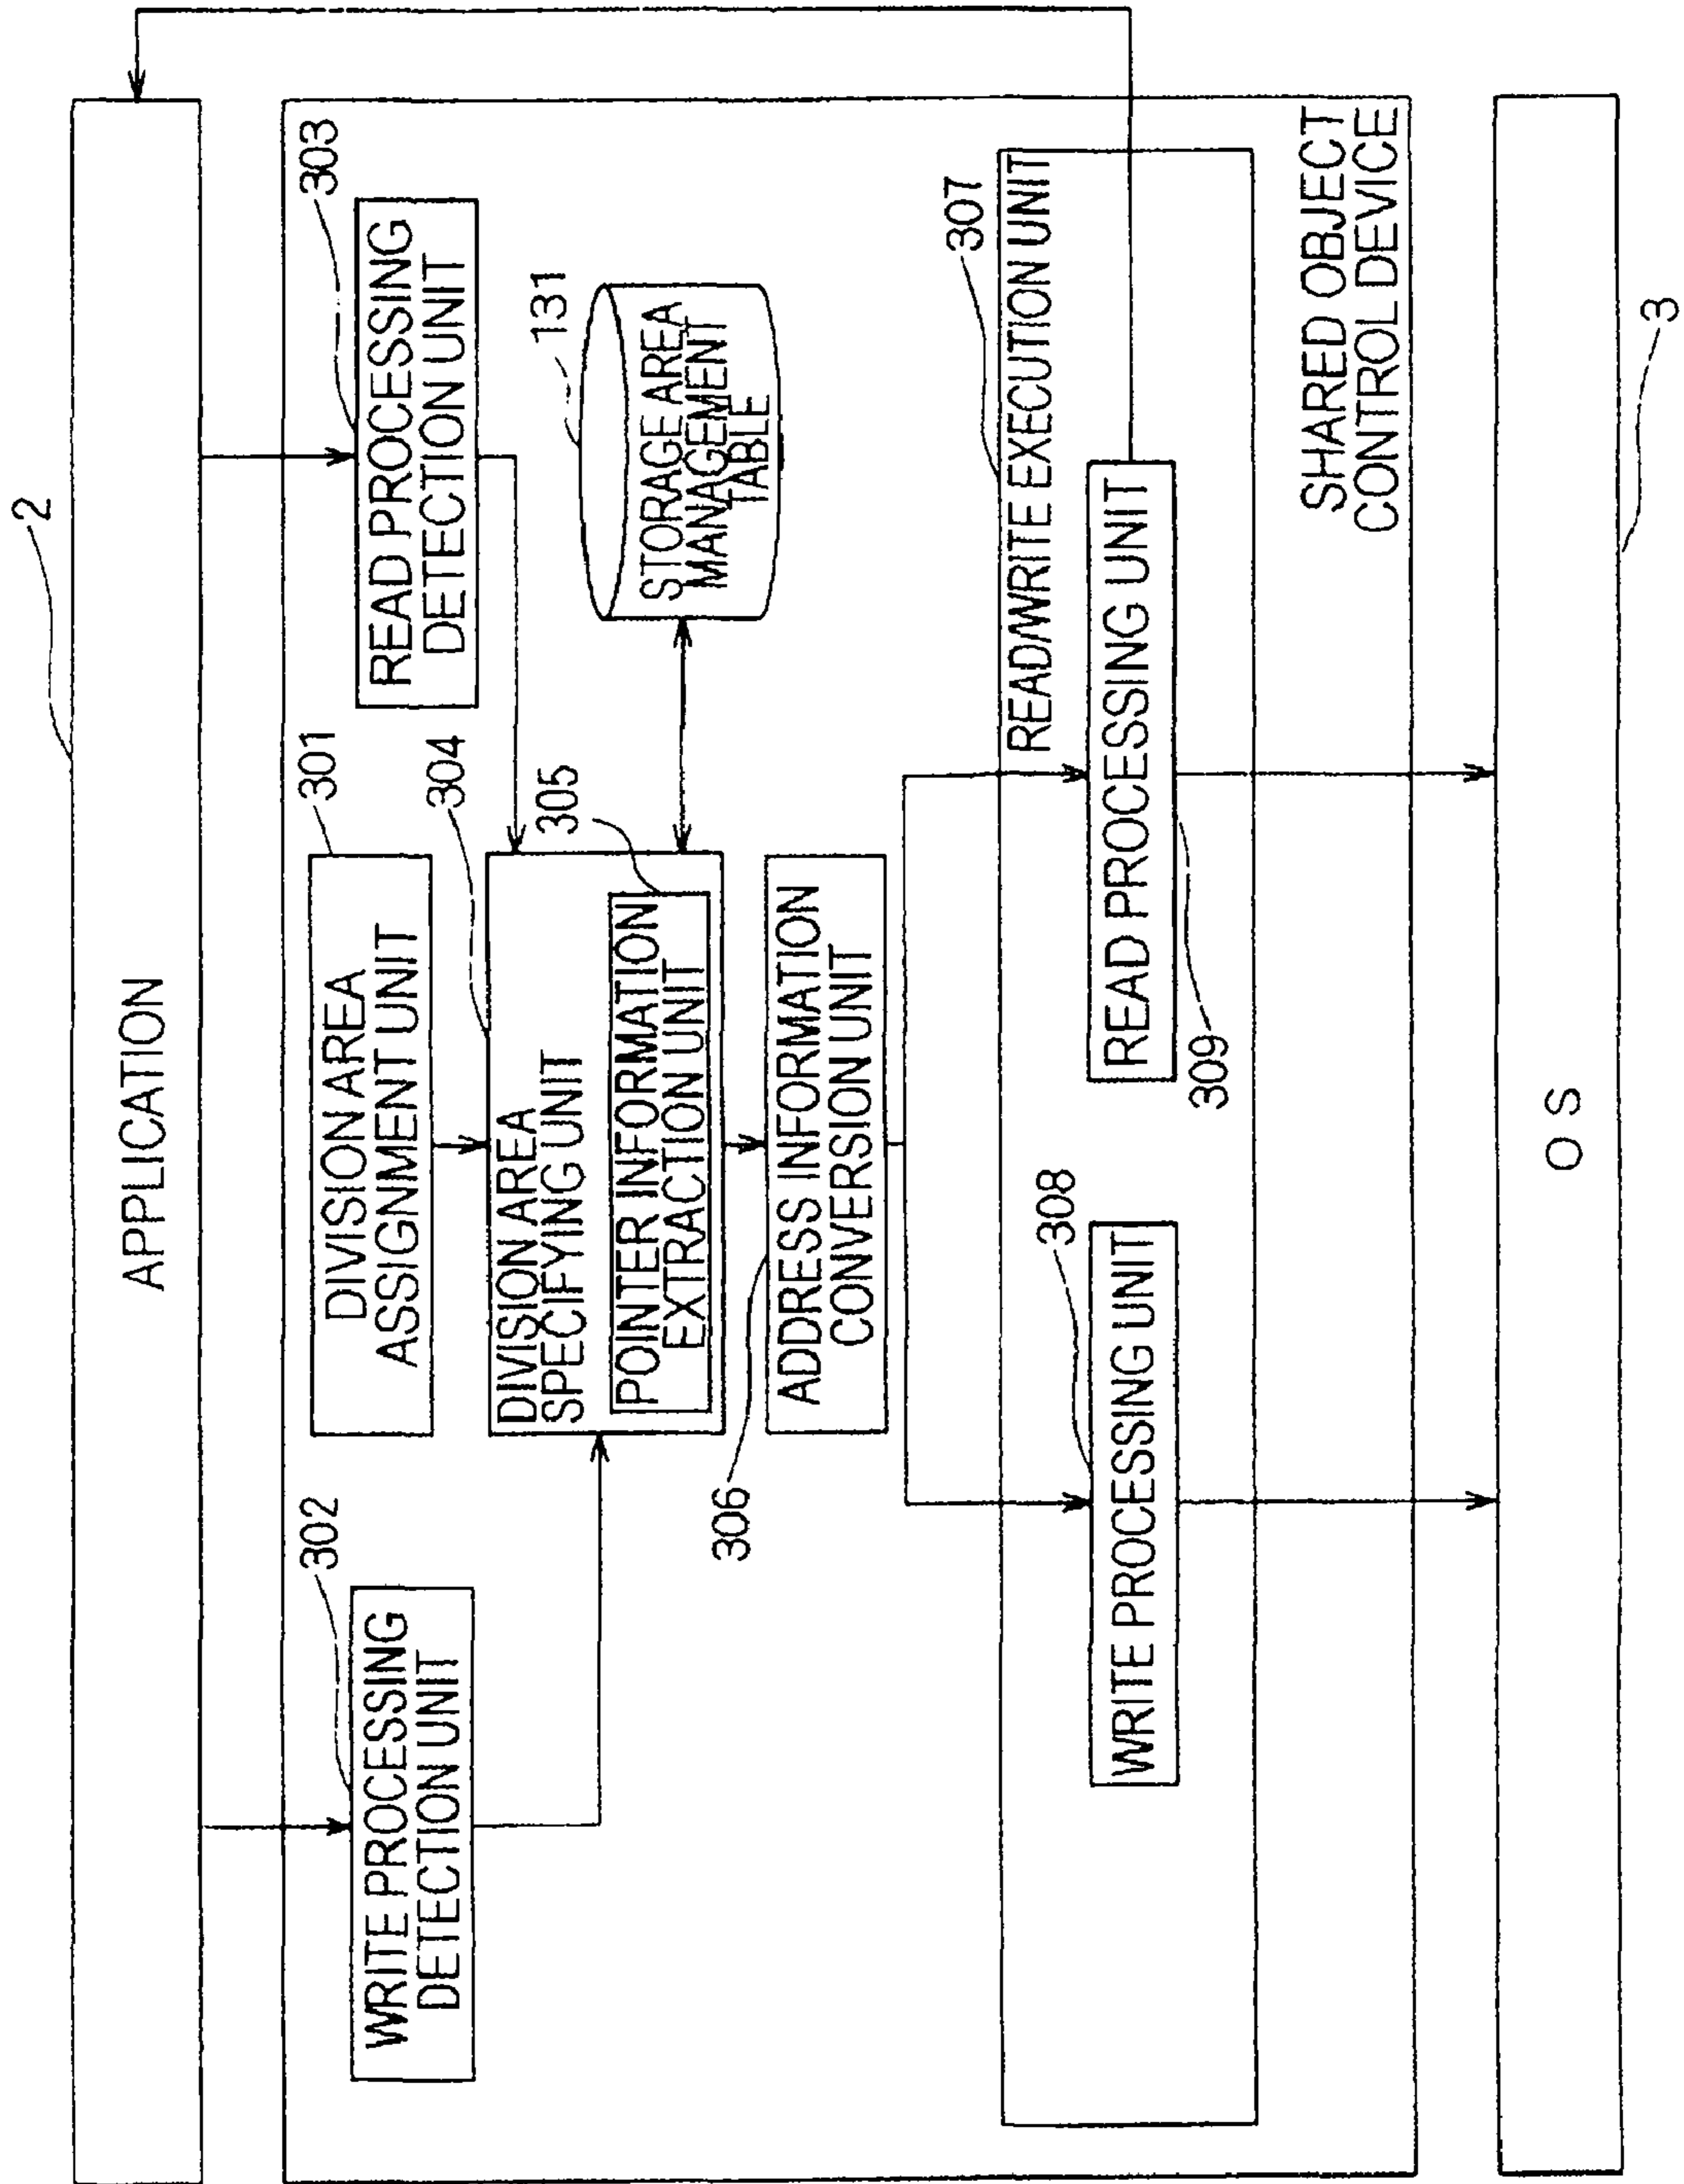 2
APPLICATION
302
WRITE PROCESSING
DETECTION UNIT
301
DIVISION AREA
ASSIGNMENT UNIT
303
READ PROCESSING
DETECTION UNIT
304
DIVISION AREA
SPECIFYING UNIT
305
POINTER INFORMATION
EXTRACTION UNIT
131
STORAGE AREA
MANAGEMENT
TABLE
306
ADDRESS INFORMATION
CONVERSION UNIT
307
READ/WRITE EXECUTION UNIT
308
WRITE PROCESSING UNIT
READ PROCESSING UNIT
309
SHARED OBJECT
CONTROL DEVICE
OS
3